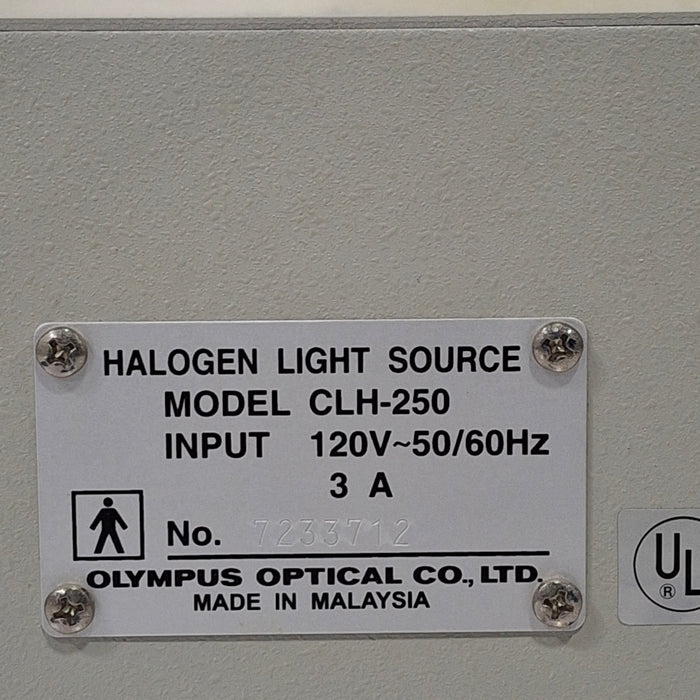 HALOGEN LIGHT SOURCE
MODEL CLH-250
INPUT 120V~50/60Hz
3 A
No. 7233712
OLYMPUS OPTICAL CO., LTD.
MADE IN MALAYSIA
UL
®